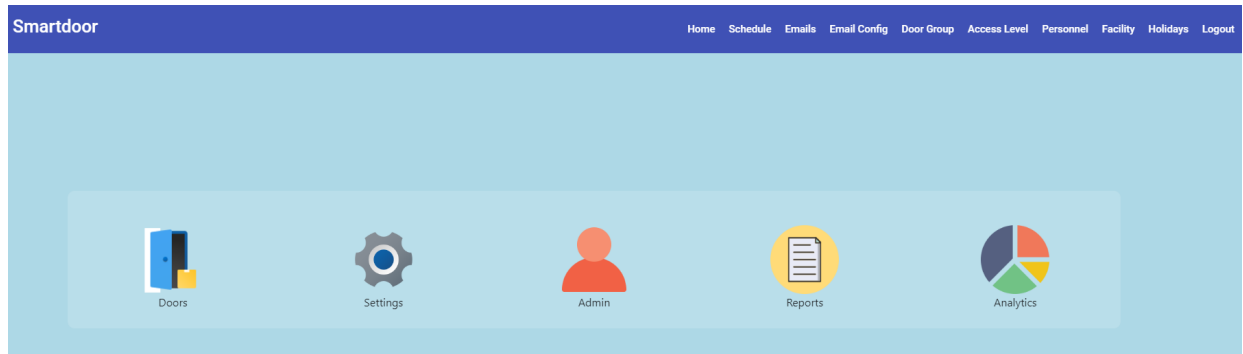 Smartdoor
Home Schedule Emails Email Config Door Group Access Level Personnel Facility Holidays Logout
Doors Settings Admin Reports Analytics